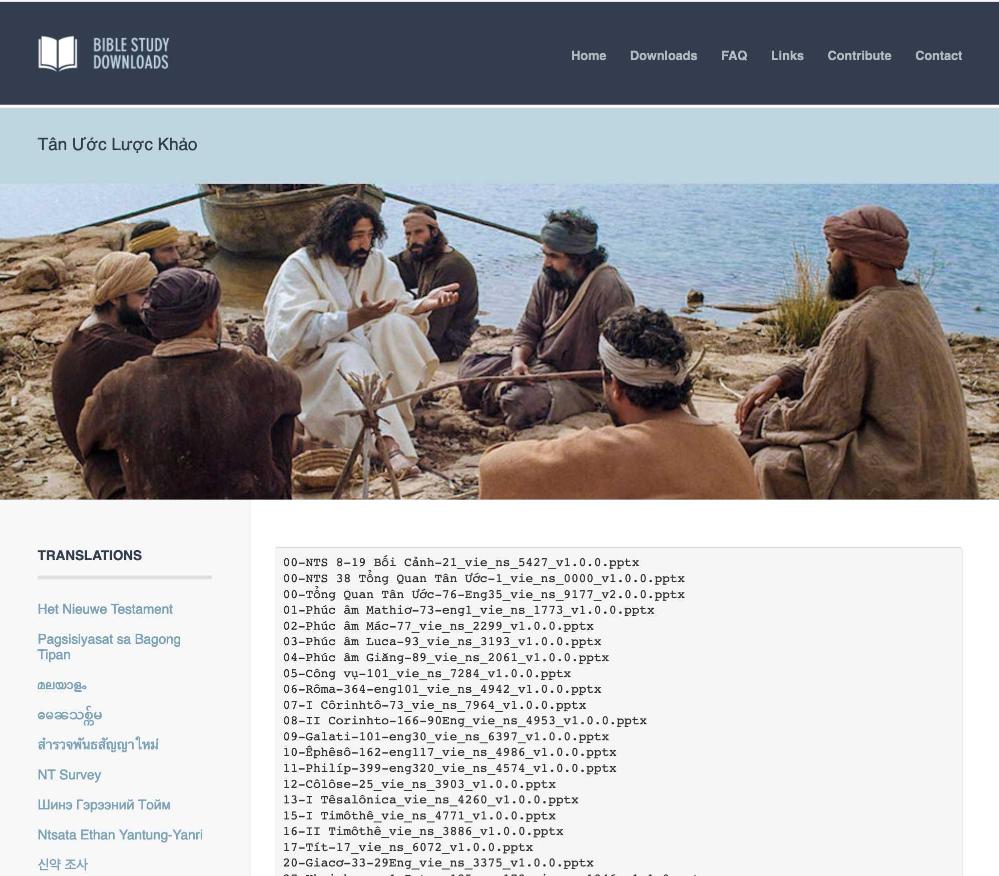 BIBLE STUDY
DOWNLOADS
Home Downloads FAQ Links Contribute Contact
Tân Ước Lược Khảo
TRANSLATIONS
Het Nieuwe Testament
Pagsisiyasat sa Bagong
Tipan
മലയാളം
สำรวจพันธสัญญาใหม่
NT Survey
Шинэ Гэрээний Тойм
Ntsata Ethan Yantung-Yanri
신약 조사
00-NTS 8-19 Bối Cảnh-21_vie_ns_5427_v1.0.0.pptx
00-NTS 38 Tổng Quan Tân Ước-1_vie_ns_0000_v1.0.0.pptx
00-Tổng Quan Tân Ước-76-Eng35_vie_ns_9177_v2.0.0.pptx
01-Phúc âm Mathiơ-73-eng1_vie_ns_1773_v1.0.0.pptx
02-Phúc âm Mác-77_vie_ns_2299_v1.0.0.pptx
03-Phúc âm Luca-93_vie_ns_3193_v1.0.0.pptx
04-Phúc âm Giăng-89_vie_ns_2061_v1.0.0.pptx
05-Công vụ-101_vie_ns_7284_v1.0.0.pptx
06-Rôma-364-eng101_vie_ns_4942_v1.0.0.pptx
07-I Côrinhtô-73_vie_ns_7964_v1.0.0.pptx
08-II Corinhto-166-90Eng_vie_ns_4953_v1.0.0.pptx
09-Galati-101-eng30_vie_ns_6397_v1.0.0.pptx
10-Êphêsô-162-eng117_vie_ns_4986_v1.0.0.pptx
11-Philíp-399-eng320_vie_ns_4574_v1.0.0.pptx
12-Côlôse-25_vie_ns_3903_v1.0.0.pptx
13-I Têsalônica_vie_ns_4260_v1.0.0.pptx
15-I Timôthê_vie_ns_4771_v1.0.0.pptx
16-II Timôthê_vie_ns_3886_v1.0.0.pptx
17-Tít-17_vie_ns_6072_v1.0.0.pptx
20-Giacơ-33-29Eng_vie_ns_3375_v1.0.0.pptx